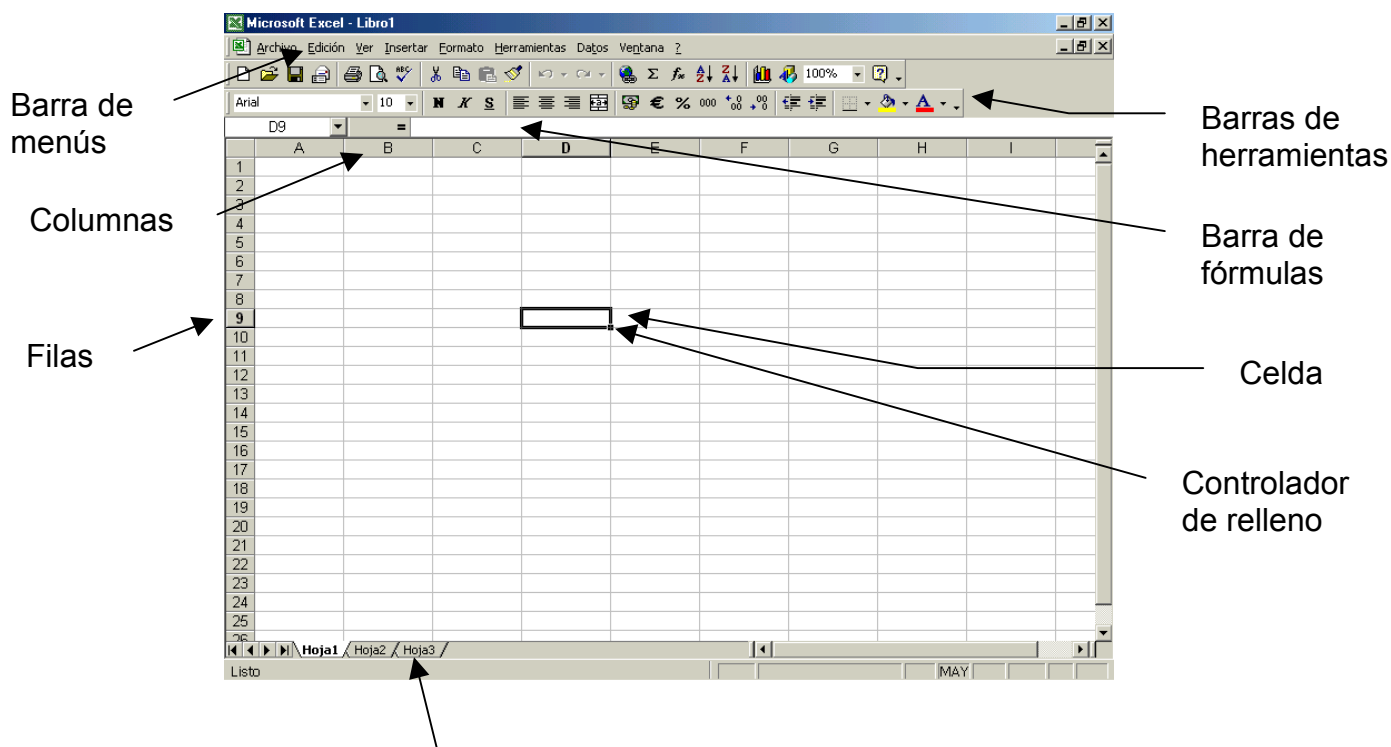 Microsoft Excel - Libro1
Archivo Edición Ver Insertar Formato Herramientas Datos Ventana ?
100%
Arial 10 N K S € % 000
D9 =
A B C D E F G H I
1
2
3
4
5
6
7
8
9
10
11
12
13
14
15
16
17
18
19
20
21
22
23
24
25
26
Hoja1 Hoja2 Hoja3
Listo MAY
Barra de
menús
Columnas
Filas
Barras de
herramientas
Barra de
fórmulas
Celda
Controlador
de relleno